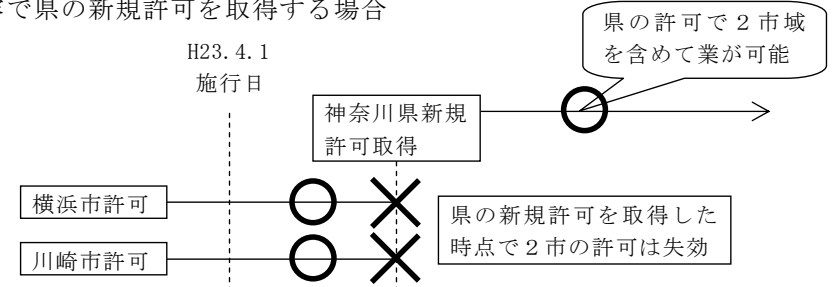 で県の新規許可を取得する場合
県の許可で２市域
を含めて業が可能
H23.4.1
施行日
神奈川県新規
許可取得
横浜市許可
県の新規許可を取得した
時点で２市の許可は失効
川崎市許可